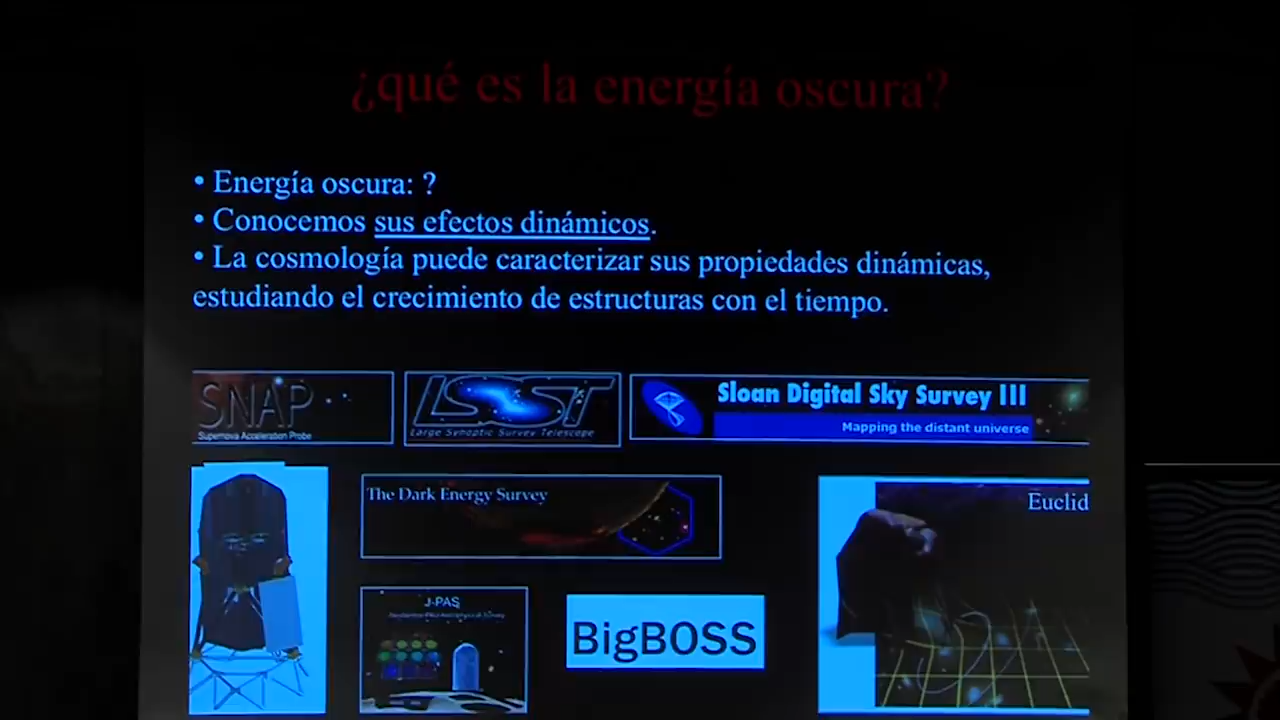 ¿qué es la energía oscura?
• Energía oscura: ?
• Conocemos sus efectos dinámicos.
• La cosmología puede caracterizar sus propiedades dinámicas,
estudiando el crecimiento de estructuras con el tiempo.
SNAP
Supernova Acceleration Probe
LSST
Large Synoptic Survey Telescope
Sloan Digital Sky Survey III
Mapping the distant universe
The Dark Energy Survey
Euclid
J-PAS
BigBOSS